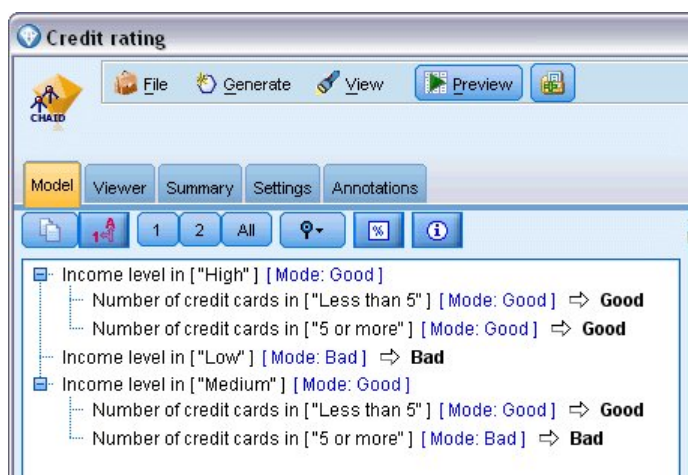 Credit rating
CHAID
File Generate View Preview
Model Viewer Summary Settings Annotations
1 A 1 2 All %  i
Income level in ["High"] [Mode: Good]
Number of credit cards in ["Less than 5"] [Mode: Good] ⇨ Good
Number of credit cards in ["5 or more"] [Mode: Good] ⇨ Good
Income level in ["Low"] [Mode: Bad] ⇨ Bad
Income level in ["Medium"] [Mode: Good]
Number of credit cards in ["Less than 5"] [Mode: Good] ⇨ Good
Number of credit cards in ["5 or more"] [Mode: Bad] ⇨ Bad